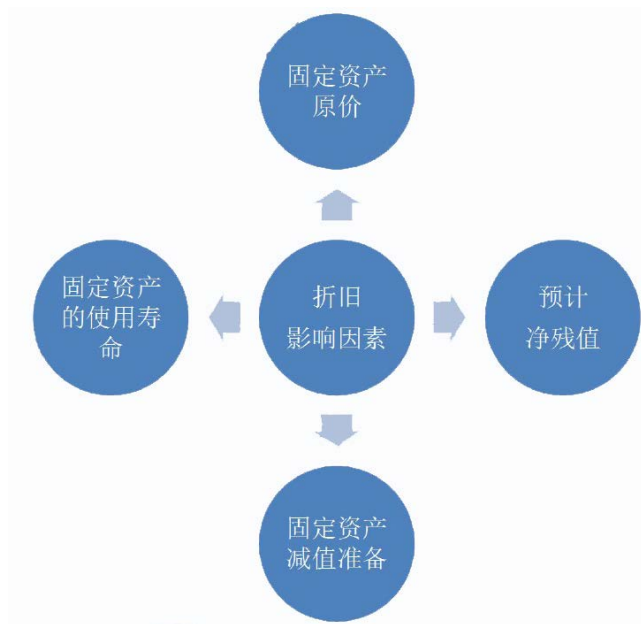 固定资产
原价
固定资产
的使用寿
命
折旧
影响因素
预计
净残值
固定资产
减值准备